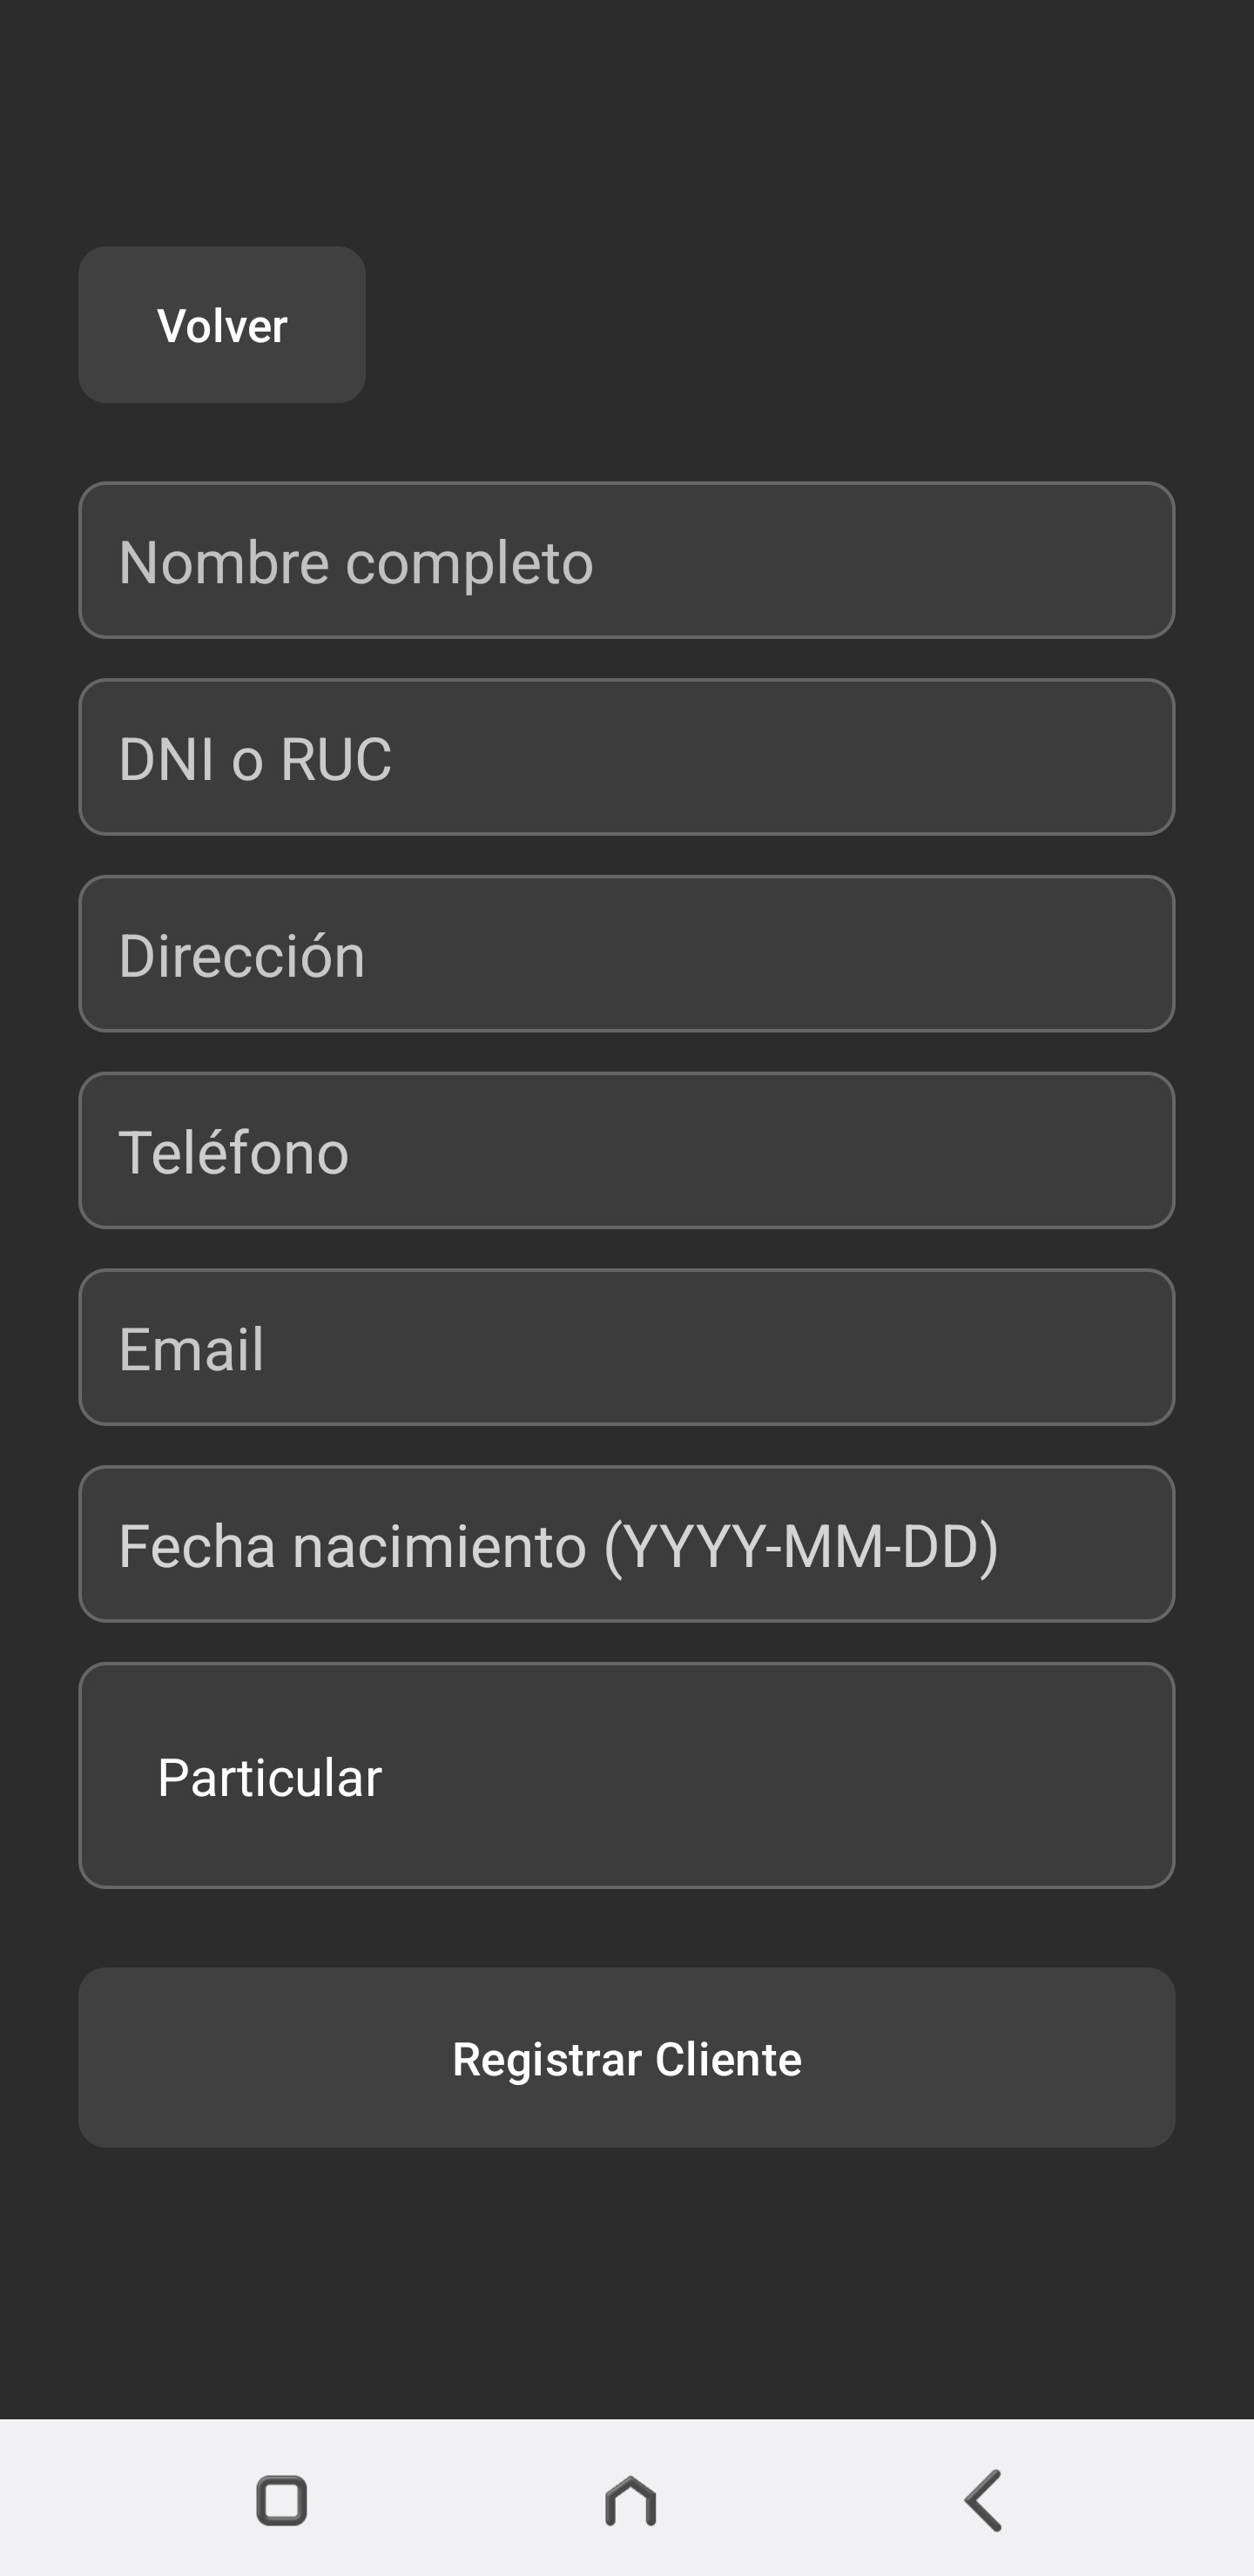 Volver
Nombre completo
DNI o RUC
Dirección
Teléfono
Email
Fecha nacimiento (YYYY-MM-DD)
Particular
Registrar Cliente